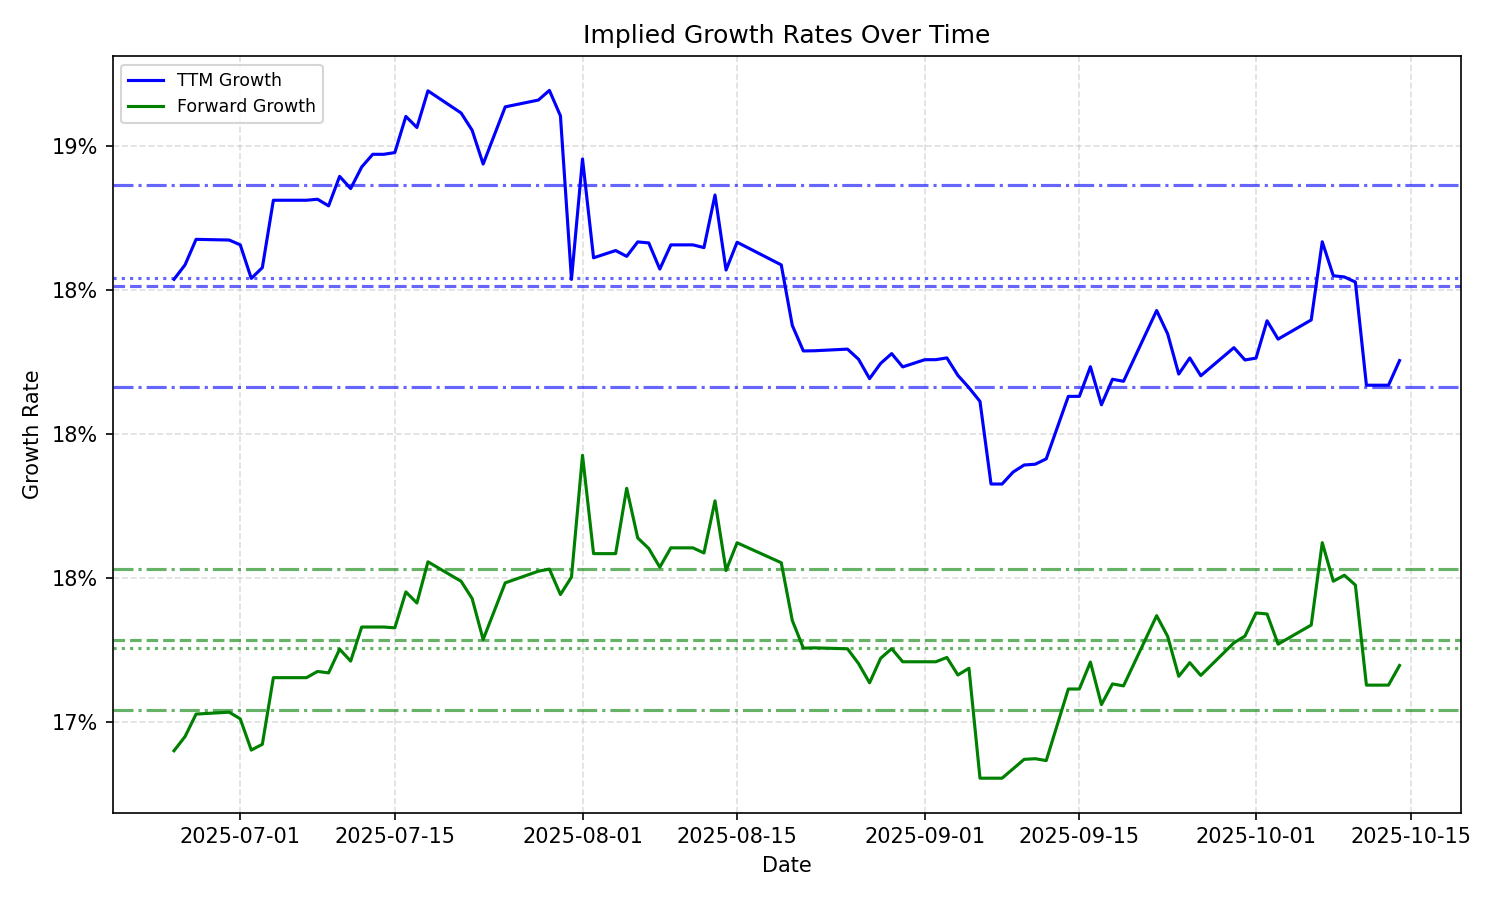 Implied Growth Rates Over Time
TTM Growth
Forward Growth
19%
18%
18%
18%
17%
Growth Rate
2025-07-01
2025-07-15
2025-08-01
2025-08-15
2025-09-01
2025-09-15
2025-10-01
2025-10-15
Date